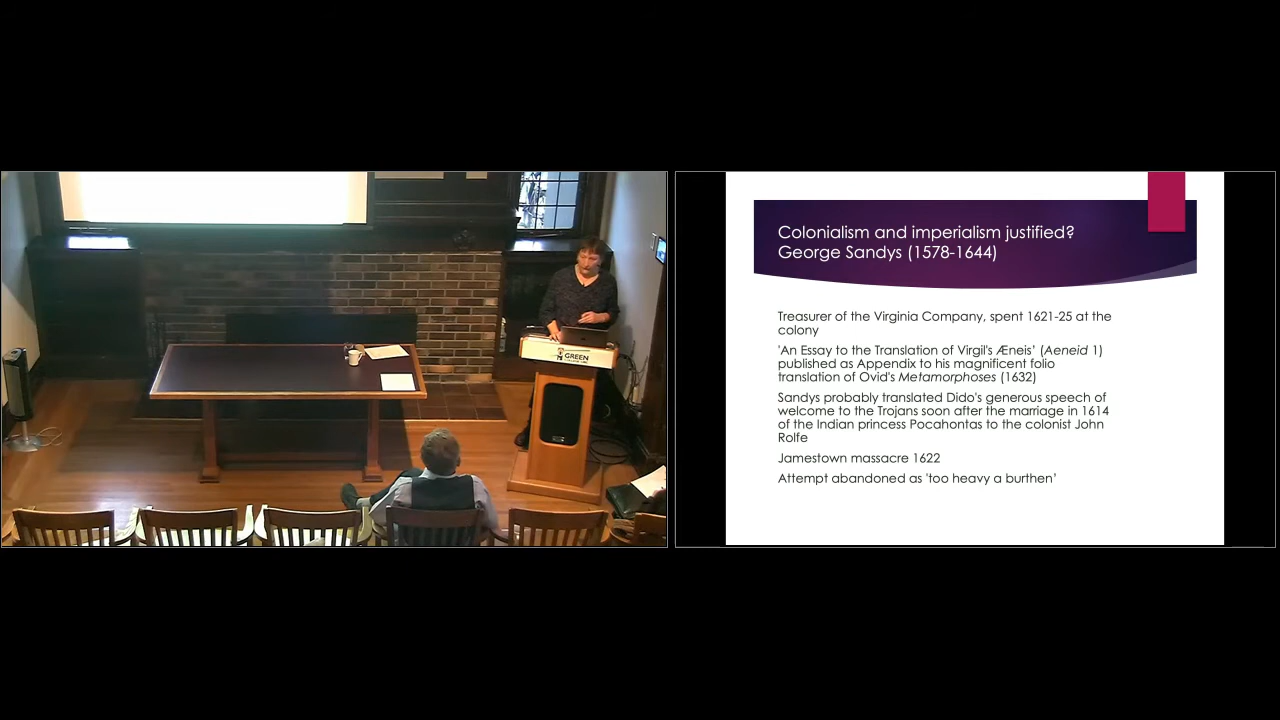 GREEN
Colonialism and imperialism justified?
George Sandys (1578-1644)
Treasurer of the Virginia Company, spent 1621-25 at the
colony
'An Essay to the Translation of Virgil's Æneis' (Aeneid 1)
published as Appendix to his magnificent folio
translation of Ovid's Metamorphoses (1632)
Sandys probably translated Dido's generous speech of
welcome to the Trojans soon after the marriage in 1614
of the Indian princess Pocahontas to the colonist John
Rolfe
Jamestown massacre 1622
Attempt abandoned as 'too heavy a burthen'